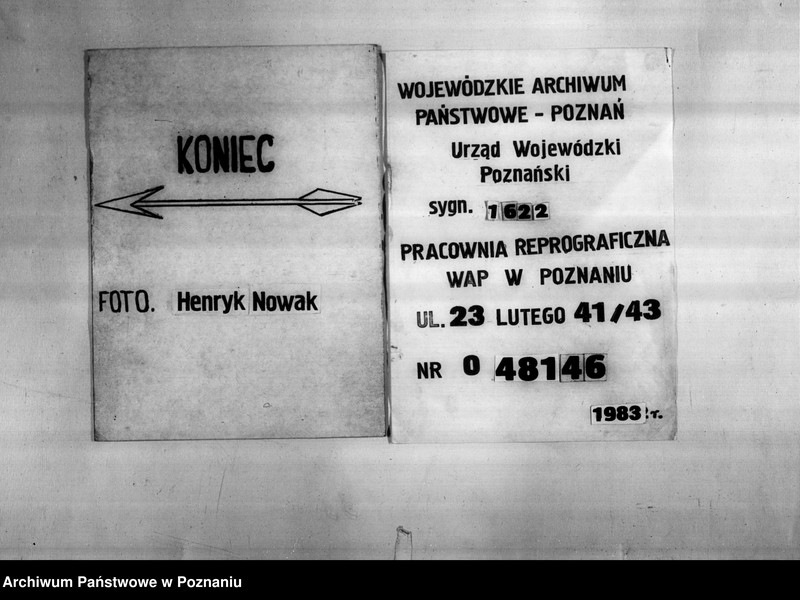 KONIEC
FOTO. Henryk Nowak
WOJEWÓDZKIE ARCHIWUM
PAŃSTWOWE - POZNAŃ
Urząd Wojewódzki
Poznański
sygn. 1622
PRACOWNIA REPROGRAFICZNA
WAP W POZNANIU
UL. 23 LUTEGO 41/43
NR 0 48146
1983 r.
Archiwum Państwowe w Poznaniu